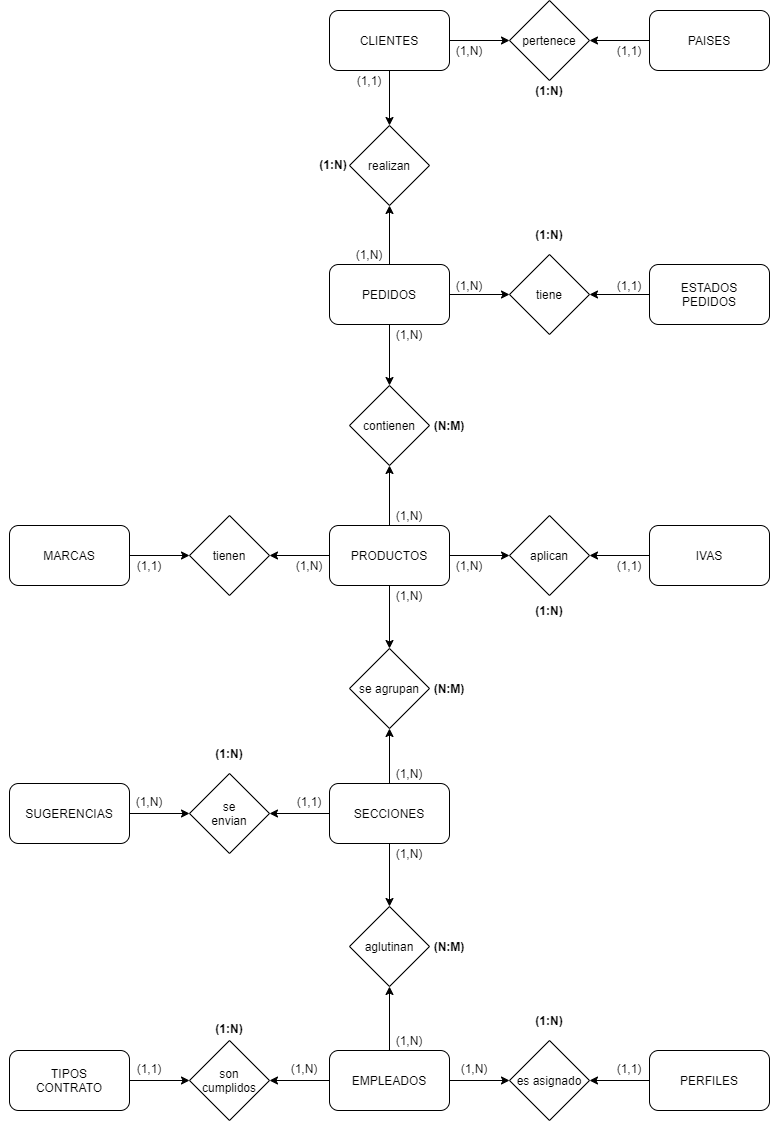 CLIENTES
pertenece
PAISES
(1,N)
(1,1)
(1:N)
(1,1)
(1:N)
realizan
(1,N)
(1:N)
PEDIDOS
(1,N)
tiene
(1,1)
ESTADOS
PEDIDOS
(1,N)
contienen
(N:M)
(1,N)
MARCAS
(1,1)
tienen
(1,N)
PRODUCTOS
(1,N)
aplican
(1,1)
IVAS
(1,N)
(1:N)
se agrupan
(N:M)
(1:N)
(1,N)
SUGERENCIAS
(1,N)
se
envian
(1,1)
SECCIONES
(1,N)
aglutinan
(N:M)
(1:N)
(1,N)
(1:N)
TIPOS
CONTRATO
(1,1)
son
cumplidos
(1,N)
EMPLEADOS
(1,N)
es asignado
(1,1)
PERFILES